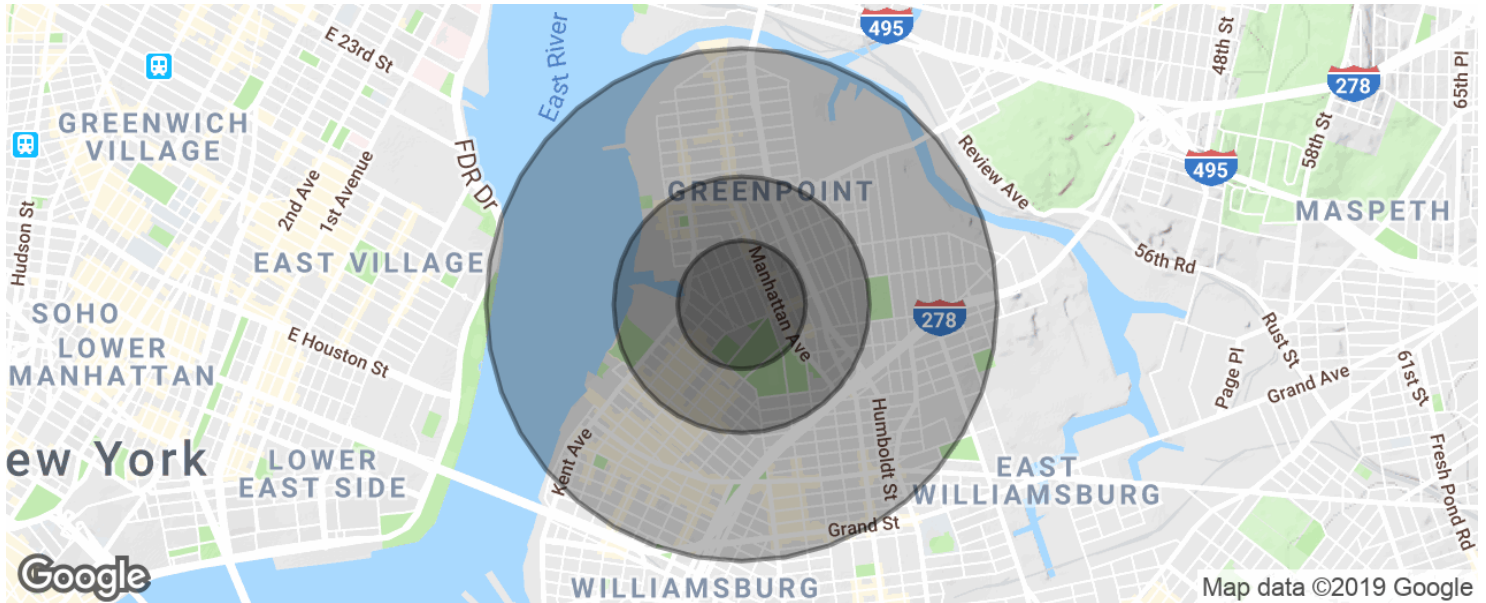 495
48th St
E 23rd St
East River
278
65th Pl
GREENWICH
VILLAGE
58th St
FDR Dr
Review Ave
495
1st Avenue
2nd Ave
GREENPOINT
MASPETH
Hudson St
EAST VILLAGE
56th Rd
Manhattan Ave
SOHO
278
E Houston St
LOWER
MANHATTAN
Rust St
Page Pl
Grand Ave
61st St
Humboldt St
Kent Ave
ew York
LOWER
EAST SIDE
EAST
WILLIAMSBURG
Fresh Pond Rd
Grand St
Google
WILLIAMSBURG
Map data ©2019 Google